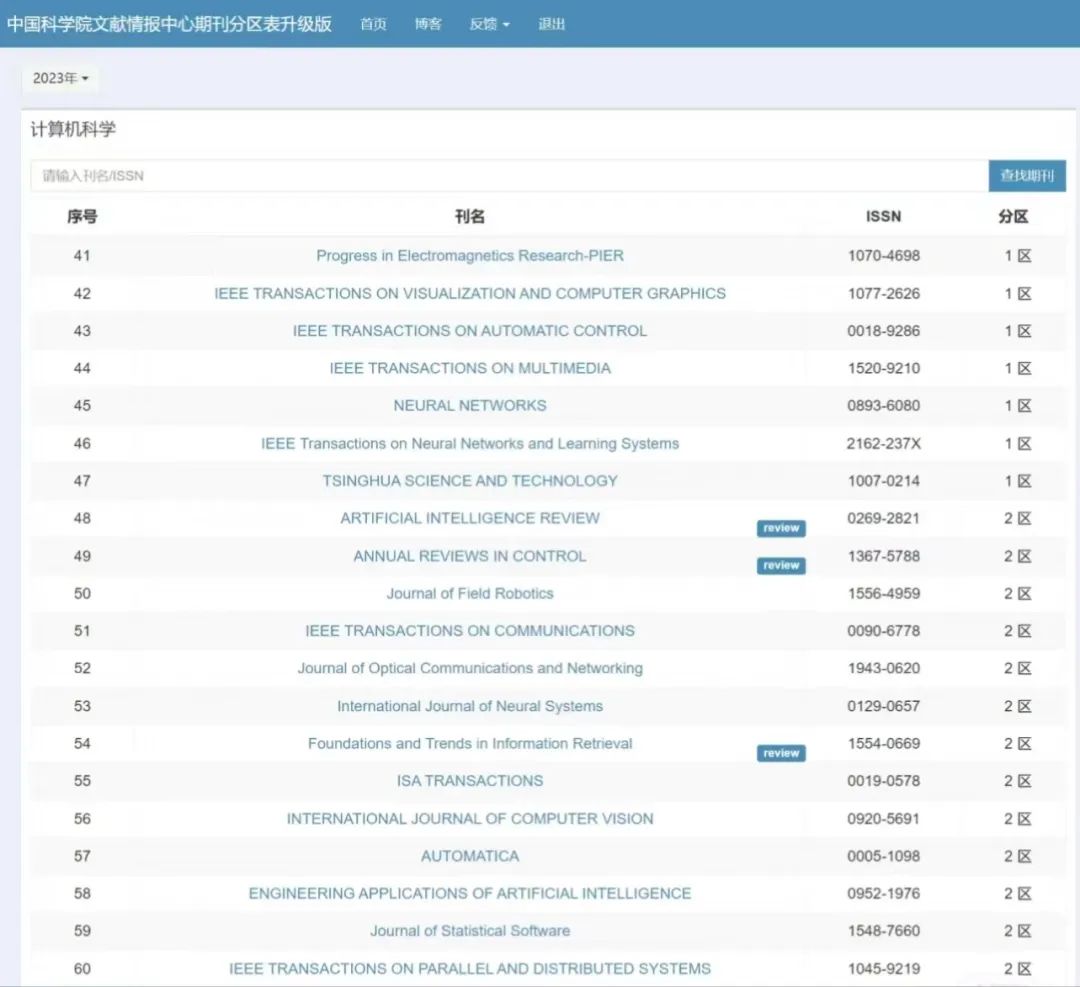 中国科学院文献情报中心期刊分区表升级版 首页 博客 反馈 退出
2023年
计算机科学
请输入刊名/ISSN 查找期刊
序号 刊名 ISSN 分区
41 Progress in Electromagnetics Research-PIER 1070-4698 1 区
42 IEEE TRANSACTIONS ON VISUALIZATION AND COMPUTER GRAPHICS 1077-2626 1 区
43 IEEE TRANSACTIONS ON AUTOMATIC CONTROL 0018-9286 1 区
44 IEEE TRANSACTIONS ON MULTIMEDIA 1520-9210 1 区
45 NEURAL NETWORKS 0893-6080 1 区
46 IEEE Transactions on Neural Networks and Learning Systems 2162-237X 1 区
47 TSINGHUA SCIENCE AND TECHNOLOGY 1007-0214 1 区
48 ARTIFICIAL INTELLIGENCE REVIEW review 0269-2821 2 区
49 ANNUAL REVIEWS IN CONTROL review 1367-5788 2 区
50 Journal of Field Robotics 1556-4959 2 区
51 IEEE TRANSACTIONS ON COMMUNICATIONS 0090-6778 2 区
52 Journal of Optical Communications and Networking 1943-0620 2 区
53 International Journal of Neural Systems 0129-0657 2 区
54 Foundations and Trends in Information Retrieval review 1554-0669 2 区
55 ISA TRANSACTIONS 0019-0578 2 区
56 INTERNATIONAL JOURNAL OF COMPUTER VISION 0920-5691 2 区
57 AUTOMATICA 0005-1098 2 区
58 ENGINEERING APPLICATIONS OF ARTIFICIAL INTELLIGENCE 0952-1976 2 区
59 Journal of Statistical Software 1548-7660 2 区
60 IEEE TRANSACTIONS ON PARALLEL AND DISTRIBUTED SYSTEMS 1045-9219 2 区